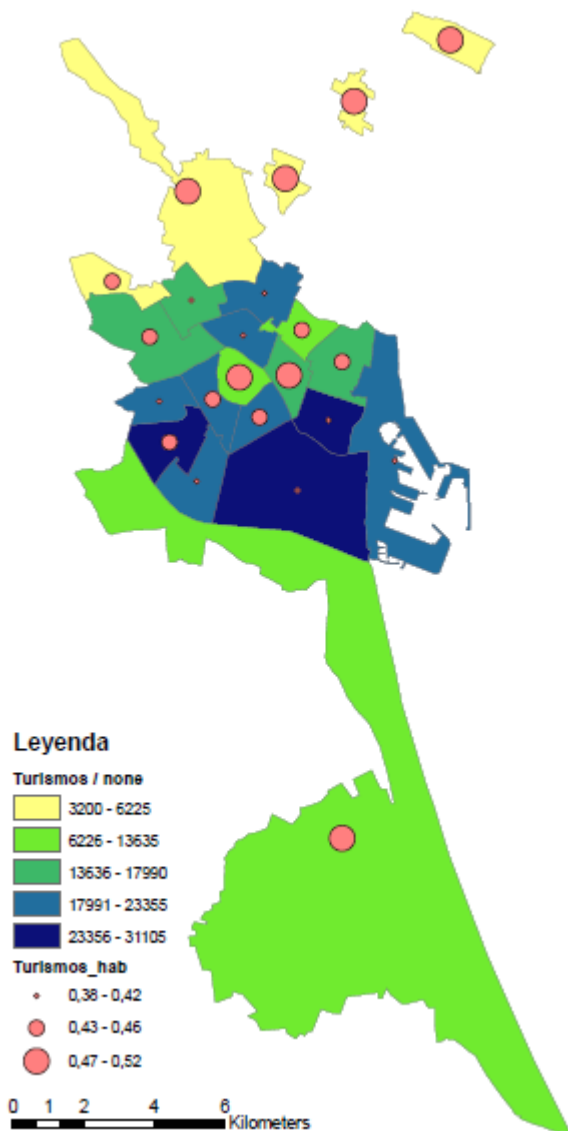 Leyenda
Turismos / none
3200 - 6225
6226 - 13635
13636 - 17990
17991 - 23355
23356 - 31105
Turismos_hab
0,38 - 0,42
0,43 - 0,46
0,47 - 0,52
0 1 2 4 6
Kilometers